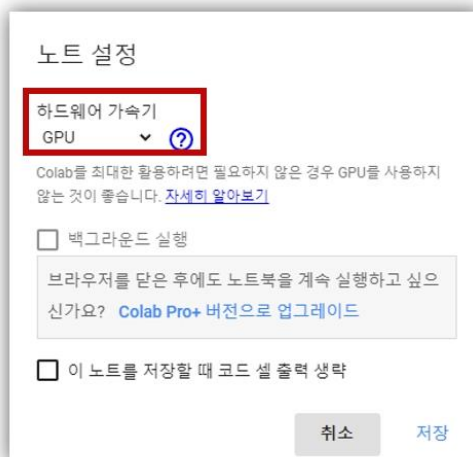 노트 설정
하드웨어 가속기
GPU
Colab를 최대한 활용하려면 필요하지 않은 경우 GPU를 사용하지
않는 것이 좋습니다. 자세히 알아보기
백그라운드 실행
브라우저를 닫은 후에도 노트북을 계속 실행하고 싶으
신가요? Colab Pro+ 버전으로 업그레이드
이 노트를 저장할 때 코드 셀 출력 생략
취소 저장